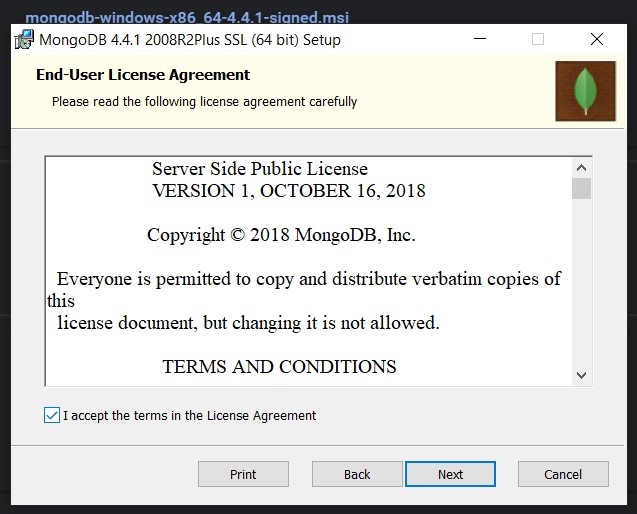 mongodb-windows-x86_64-4.4.1-signed.msi
MongoDB 4.4.1 2008R2Plus SSL (64 bit) Setup
End-User License Agreement
Please read the following license agreement carefully
Server Side Public License
VERSION 1, OCTOBER 16, 2018
Copyright © 2018 MongoDB, Inc.
Everyone is permitted to copy and distribute verbatim copies of
this
license document, but changing it is not allowed.
TERMS AND CONDITIONS
I accept the terms in the License Agreement
Print Back Next Cancel